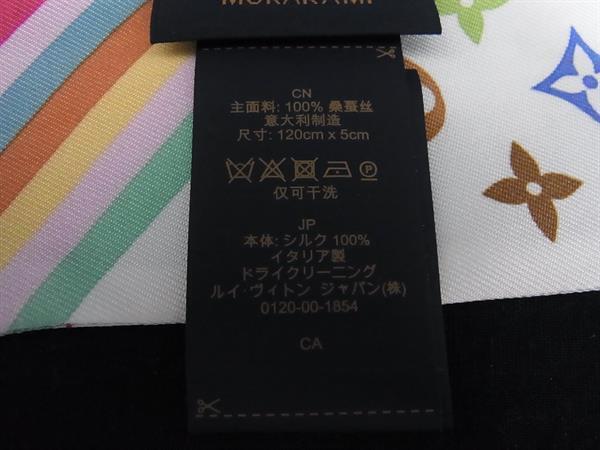 MURAKAMI
CN
主面料: 100% 桑蚕丝
意大利制造
尺寸: 120cm x 5cm
P
仅可干洗
JP
本体: シルク 100%
イタリア製
ドライクリーニング
ルイ·ヴィトン ジャパン(株)
0120-00-1854
CA